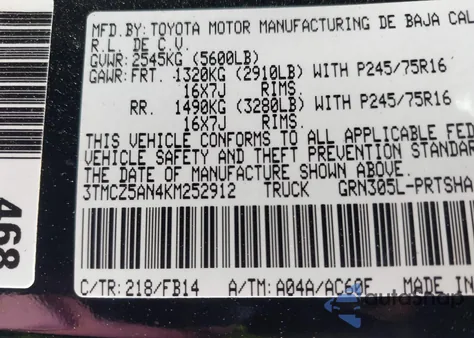 MFD.BY: TOYOTA MOTOR MANUFACTURING DE BAJA CAL
R.L. DE C.V.
GVWR: 2545KG (5600LB)
GAWR: FRT. 1320KG (2910LB) WITH P245/75R16
16X7J RIMS.
RR. 1490KG (3280LB) WITH P245/75R16
16X7J RIMS.
THIS VEHICLE CONFORMS TO ALL APPLICABLE FED
VEHICLE SAFETY AND THEFT PREVENTION STANDAR
THE DATE OF MANUFACTURE SHOWN ABOVE.
3TMCZ5AN4KM252912 TRUCK GRN305L-PRTSHA
C/TR: 218/FB14 A/TM: A04A/AC60F MADE IN
468
autosnap